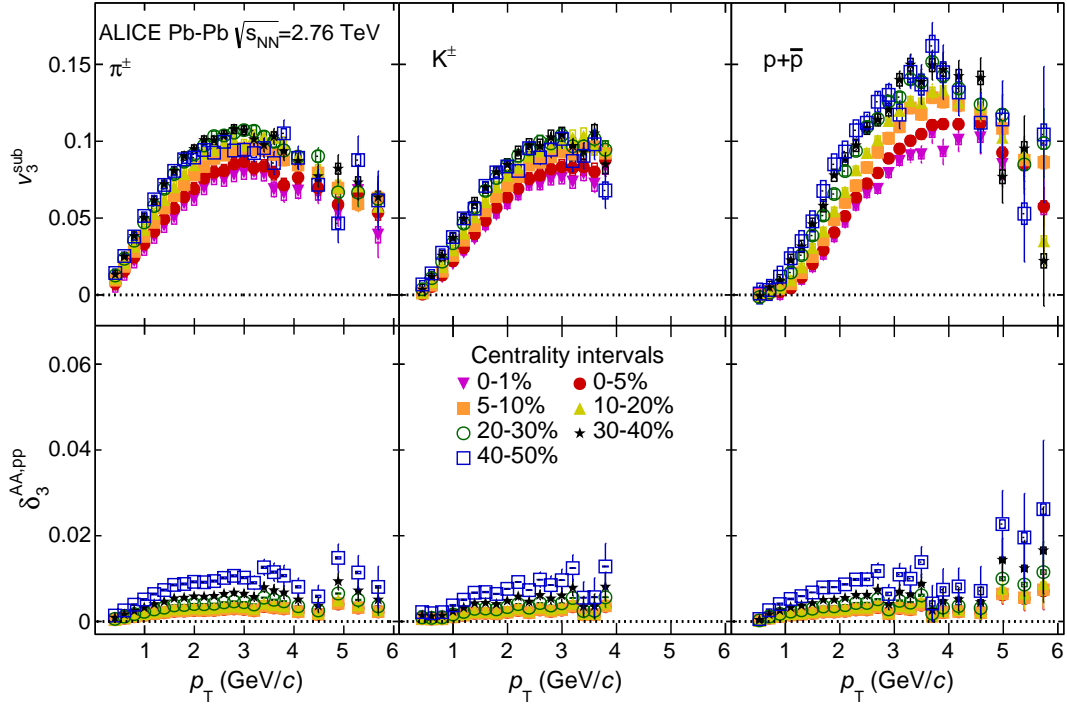 ALICE Pb-Pb √sNN=2.76 TeV
π± K± p+p̅
v3sub
0.15
0.1
0.05
0
Centrality intervals
0-1% 0-5%
5-10% 10-20%
20-30% 30-40%
40-50%
δ3AA,pp
0.06
0.04
0.02
0
1 2 3 4 5 6 1 2 3 4 5 6 1 2 3 4 5 6
pT (GeV/c) pT (GeV/c) pT (GeV/c)